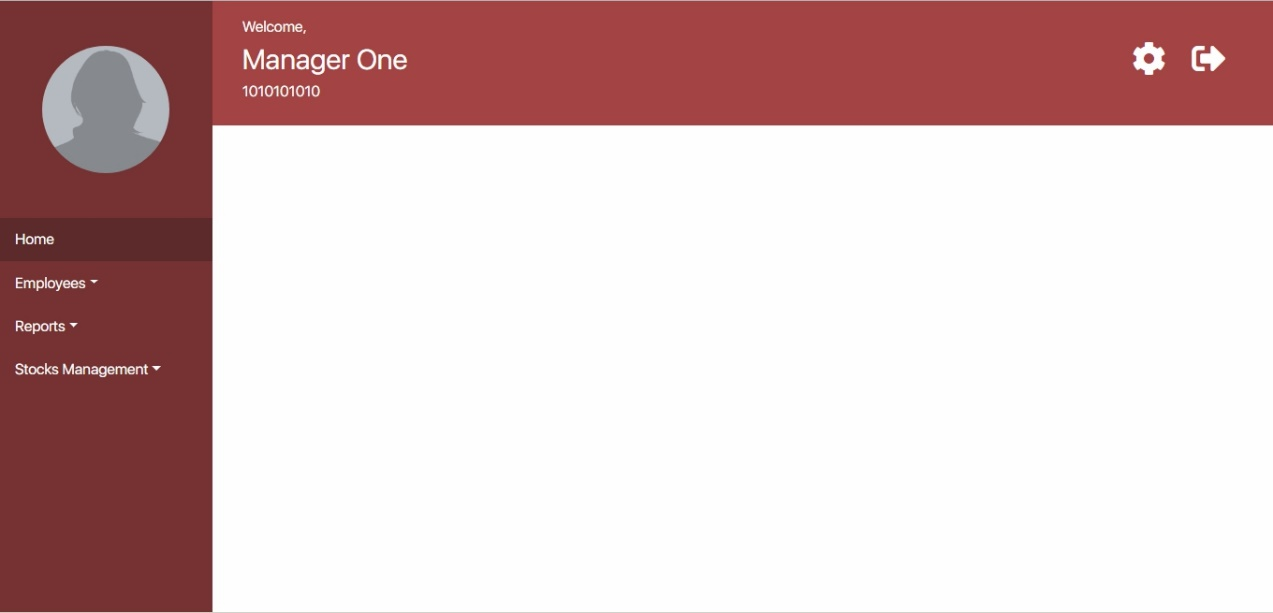 Welcome,
Manager One
1010101010
Home
Employees
Reports
Stocks Management